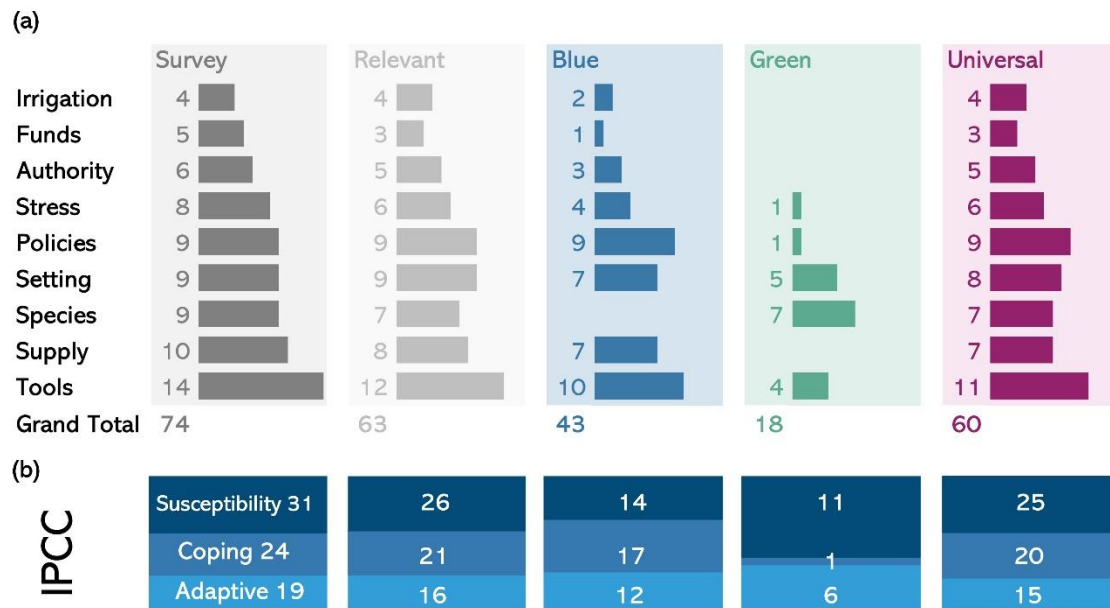 (a)
Survey Relevant Blue Green Universal
Irrigation 4 4 2 4
Funds 5 3 1 3
Authority 6 5 3 5
Stress 8 6 4 1 6
Policies 9 9 9 1 9
Setting 9 9 7 5 8
Species 9 7 7 7
Supply 10 8 7 7
Tools 14 12 10 4 11
Grand Total 74 63 43 18 60
(b)
IPCC
Susceptibility 31 26 14 11 25
Coping 24 21 17 1 20
Adaptive 19 16 12 6 15